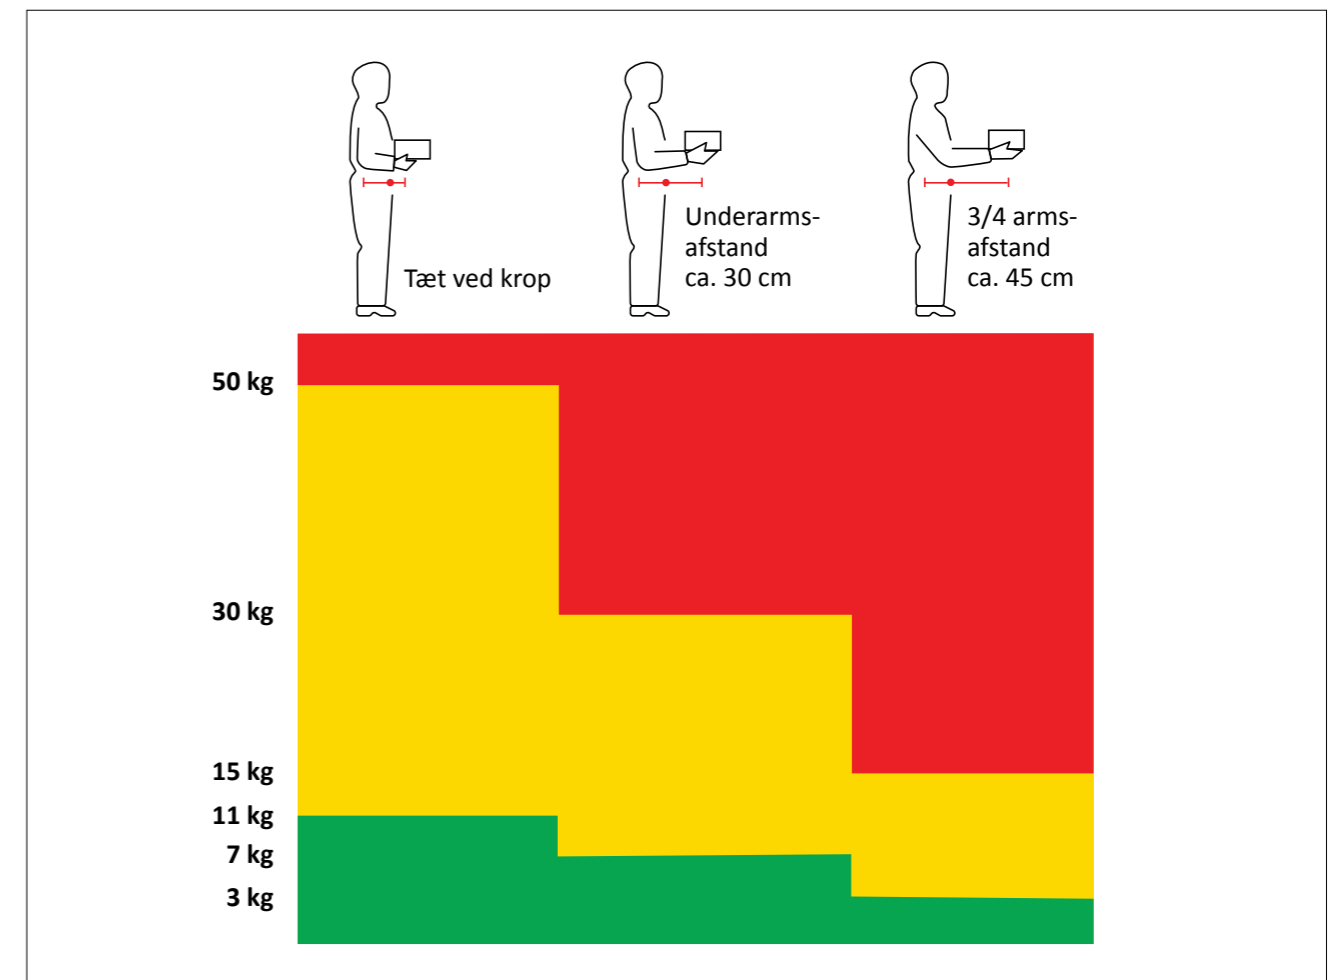 Tæt ved krop
Underarms-
afstand
ca. 30 cm
3/4 arms-
afstand
ca. 45 cm
50 kg
30 kg
15 kg
11 kg
7 kg
3 kg